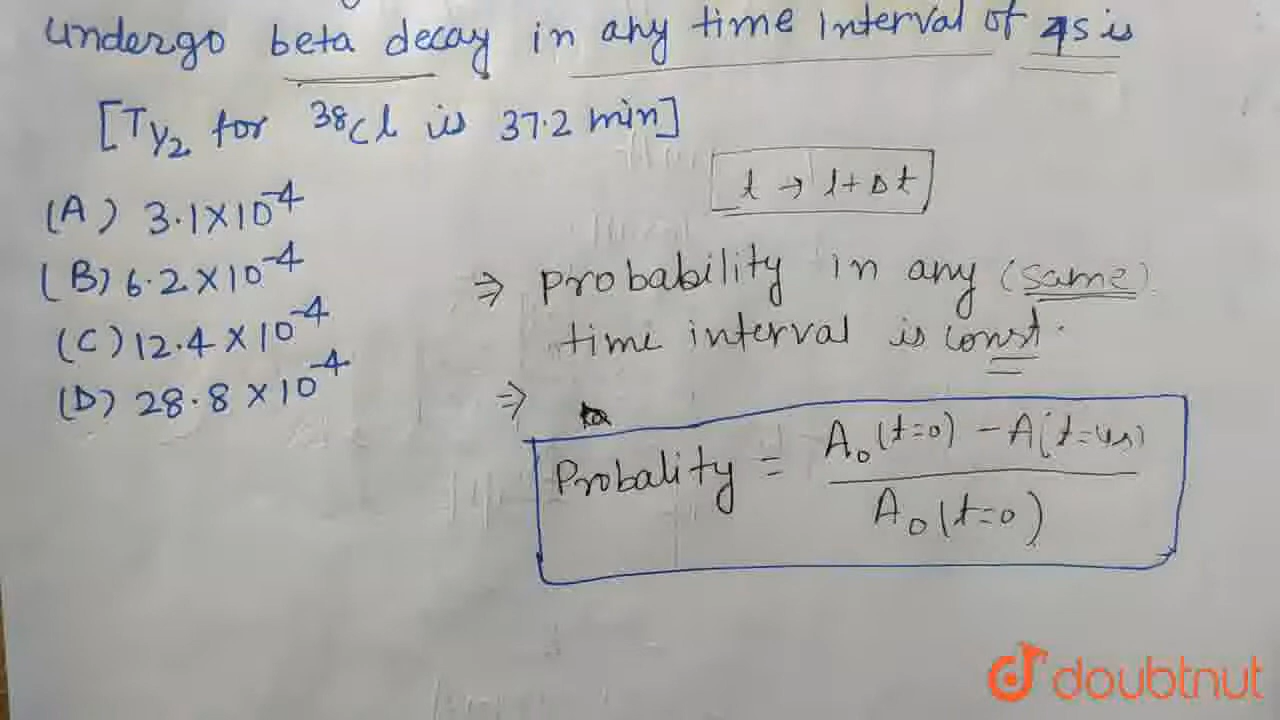 undergo beta decay in any time interval of 4s is
[T½ for ³⁸Cl is 37.2 min]
(A) 3.1×10⁻⁴
(B) 6.2×10⁻⁴
(C) 12.4×10⁻⁴
(D) 28.8×10⁻⁴
t → t+Δt
⇒ probability in any (same)
time interval is const.
⇒
Probality = A₀(t=0) − A(t=4s)
A₀(t=0)
doubtnut